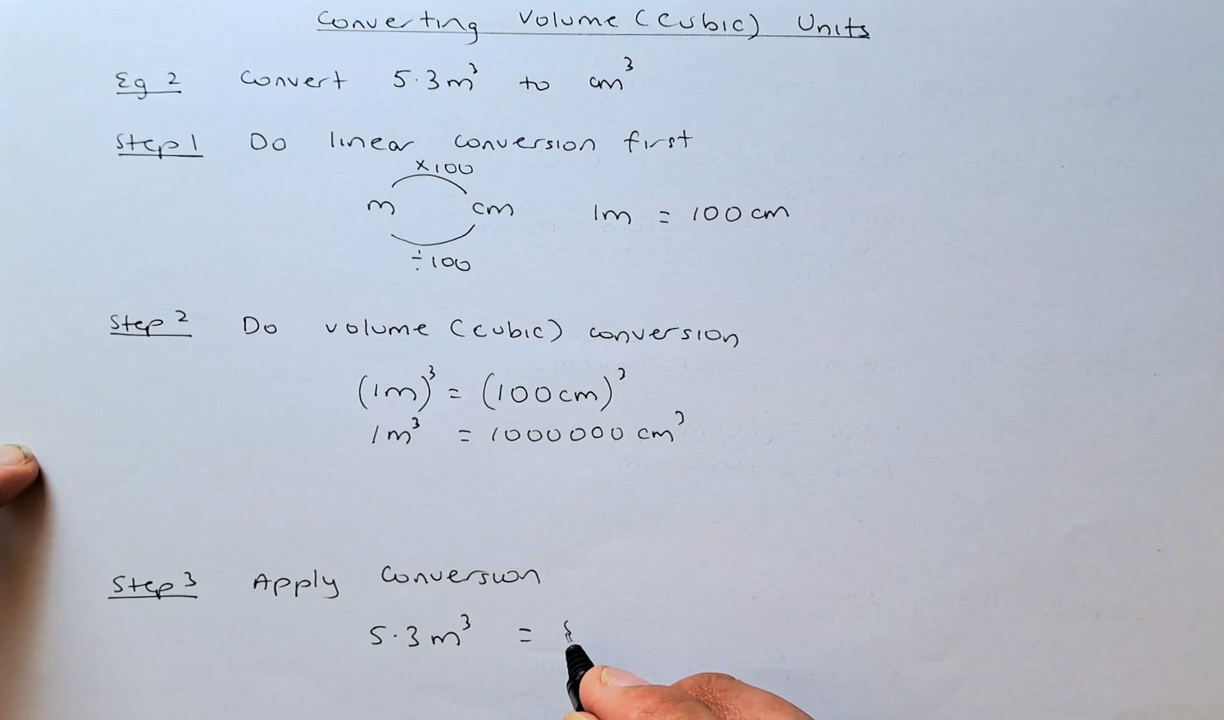 Converting Volume (Cubic) Units
Eg 2 Convert 5.3m³ to cm³
Step 1 Do linear conversion first
×100
m cm 1m = 100cm
÷100
Step 2 Do volume (cubic) conversion
(1m)³ = (100cm)³
1m³ = 1000000 cm³
Step 3 Apply Conversion
5.3m³ =